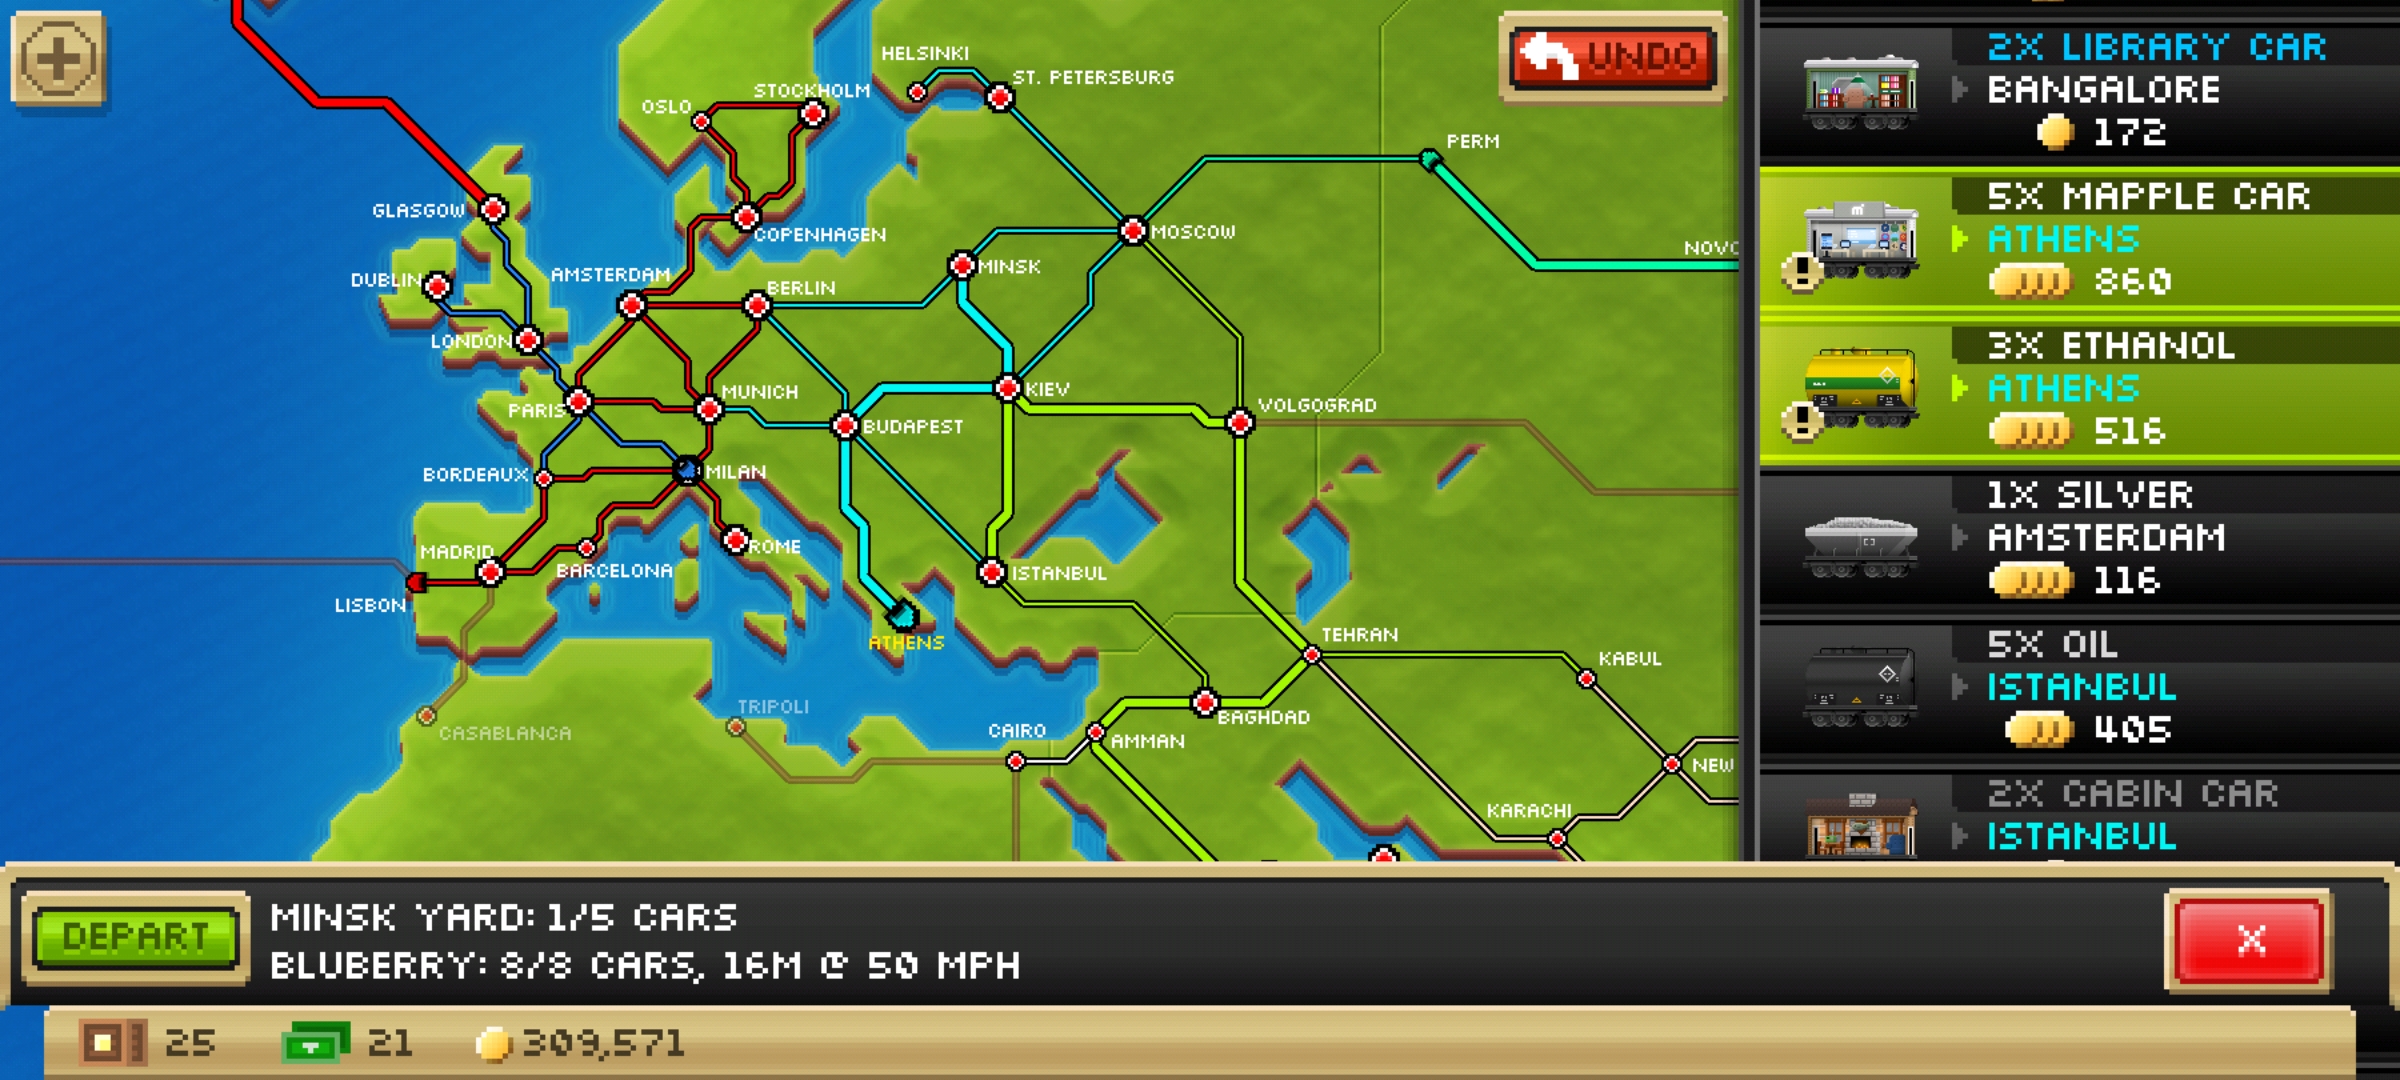 HELSINKI
ST. PETERSBURG
UNDO
STOCKHOLM
OSLO
PERM
GLASGOW
COPENHAGEN
MOSCOW
NOVO
MINSK
DUBLIN
AMSTERDAM
BERLIN
LONDON
MUNICH
KIEV
PARIS
BUDAPEST
VOLGOGRAD
BORDEAUX
MILAN
MADRID
ROME
BARCELONA
ISTANBUL
LISBON
ATHENS
TEHRAN
KABUL
TRIPOLI
CASABLANCA
CAIRO
BAGHDAD
AMMAN
NEW
KARACHI
2X LIBRARY CAR
BANGALORE
172
5X MAPPLE CAR
ATHENS
860
3X ETHANOL
ATHENS
516
1X SILVER
AMSTERDAM
116
5X OIL
ISTANBUL
405
2X CABIN CAR
ISTANBUL
DEPART
MINSK YARD: 1/5 CARS
BLUBERRY: 8/8 CARS, 16M @ 50 MPH
X
25
21
309,571